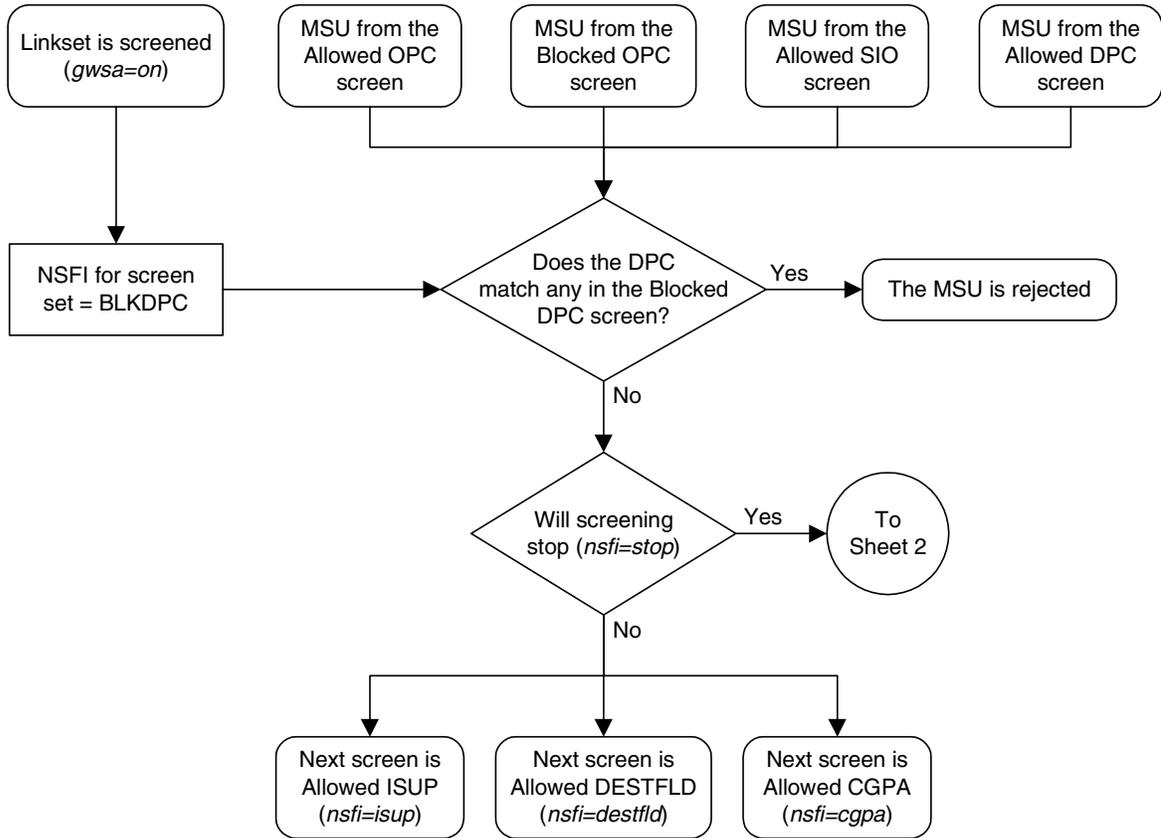 Linkset is screened
(gwsa=on)
MSU from the
Allowed OPC
screen
MSU from the
Blocked OPC
screen
MSU from the
Allowed SIO
screen
MSU from the
Allowed DPC
screen
NSFI for screen
set = BLKDPC
Does the DPC
match any in the Blocked
DPC screen?
Yes
The MSU is rejected
No
Will screening
stop (nsfi=stop)
Yes
To
Sheet 2
No
Next screen is
Allowed ISUP
(nsfi=isup)
Next screen is
Allowed DESTFLD
(nsfi=destfld)
Next screen is
Allowed CGPA
(nsfi=cgpa)